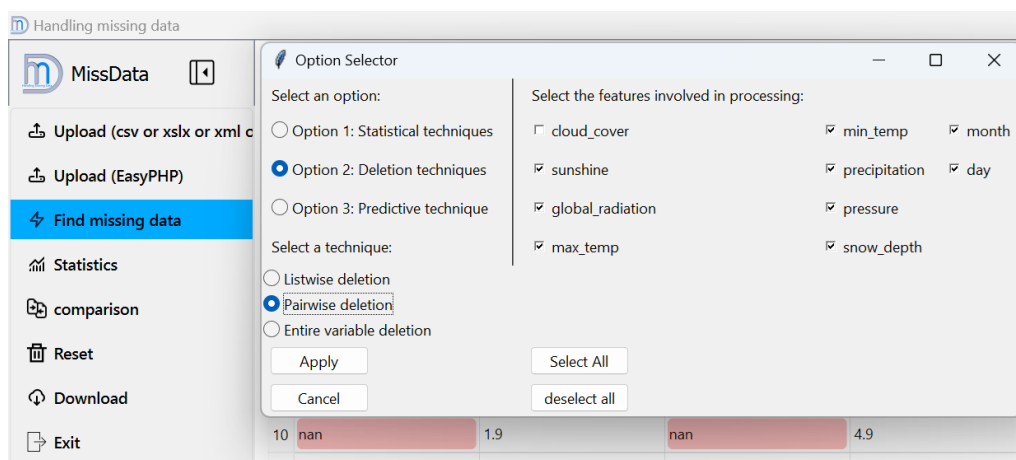 Handling missing data
MissData
Upload (csv or xslx or xml c
Upload (EasyPHP)
Find missing data
Statistics
comparison
Reset
Download
Exit
Option Selector
Select an option:
Option 1: Statistical techniques
Option 2: Deletion techniques
Option 3: Predictive technique
Select a technique:
Listwise deletion
Pairwise deletion
Entire variable deletion
Apply
Cancel
Select the features involved in processing:
cloud_cover min_temp month
sunshine precipitation day
global_radiation pressure
max_temp snow_depth
Select All
deselect all
10 nan 1.9 nan 4.9